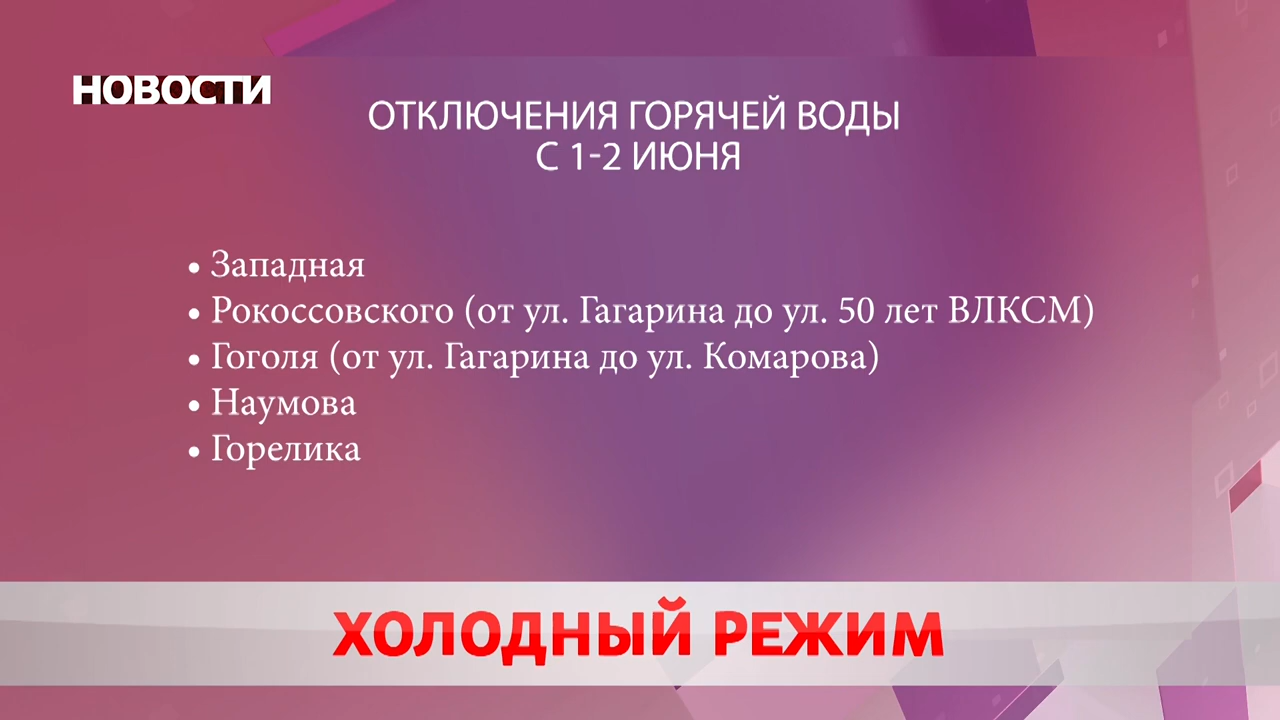 НОВОСТИ
ОТКЛЮЧЕНИЯ ГОРЯЧЕЙ ВОДЫ
С 1-2 ИЮНЯ
• Западная
• Рокоссовского (от ул. Гагарина до ул. 50 лет ВЛКСМ)
• Гоголя (от ул. Гагарина до ул. Комарова)
• Наумова
• Горелика
ХОЛОДНЫЙ РЕЖИМ